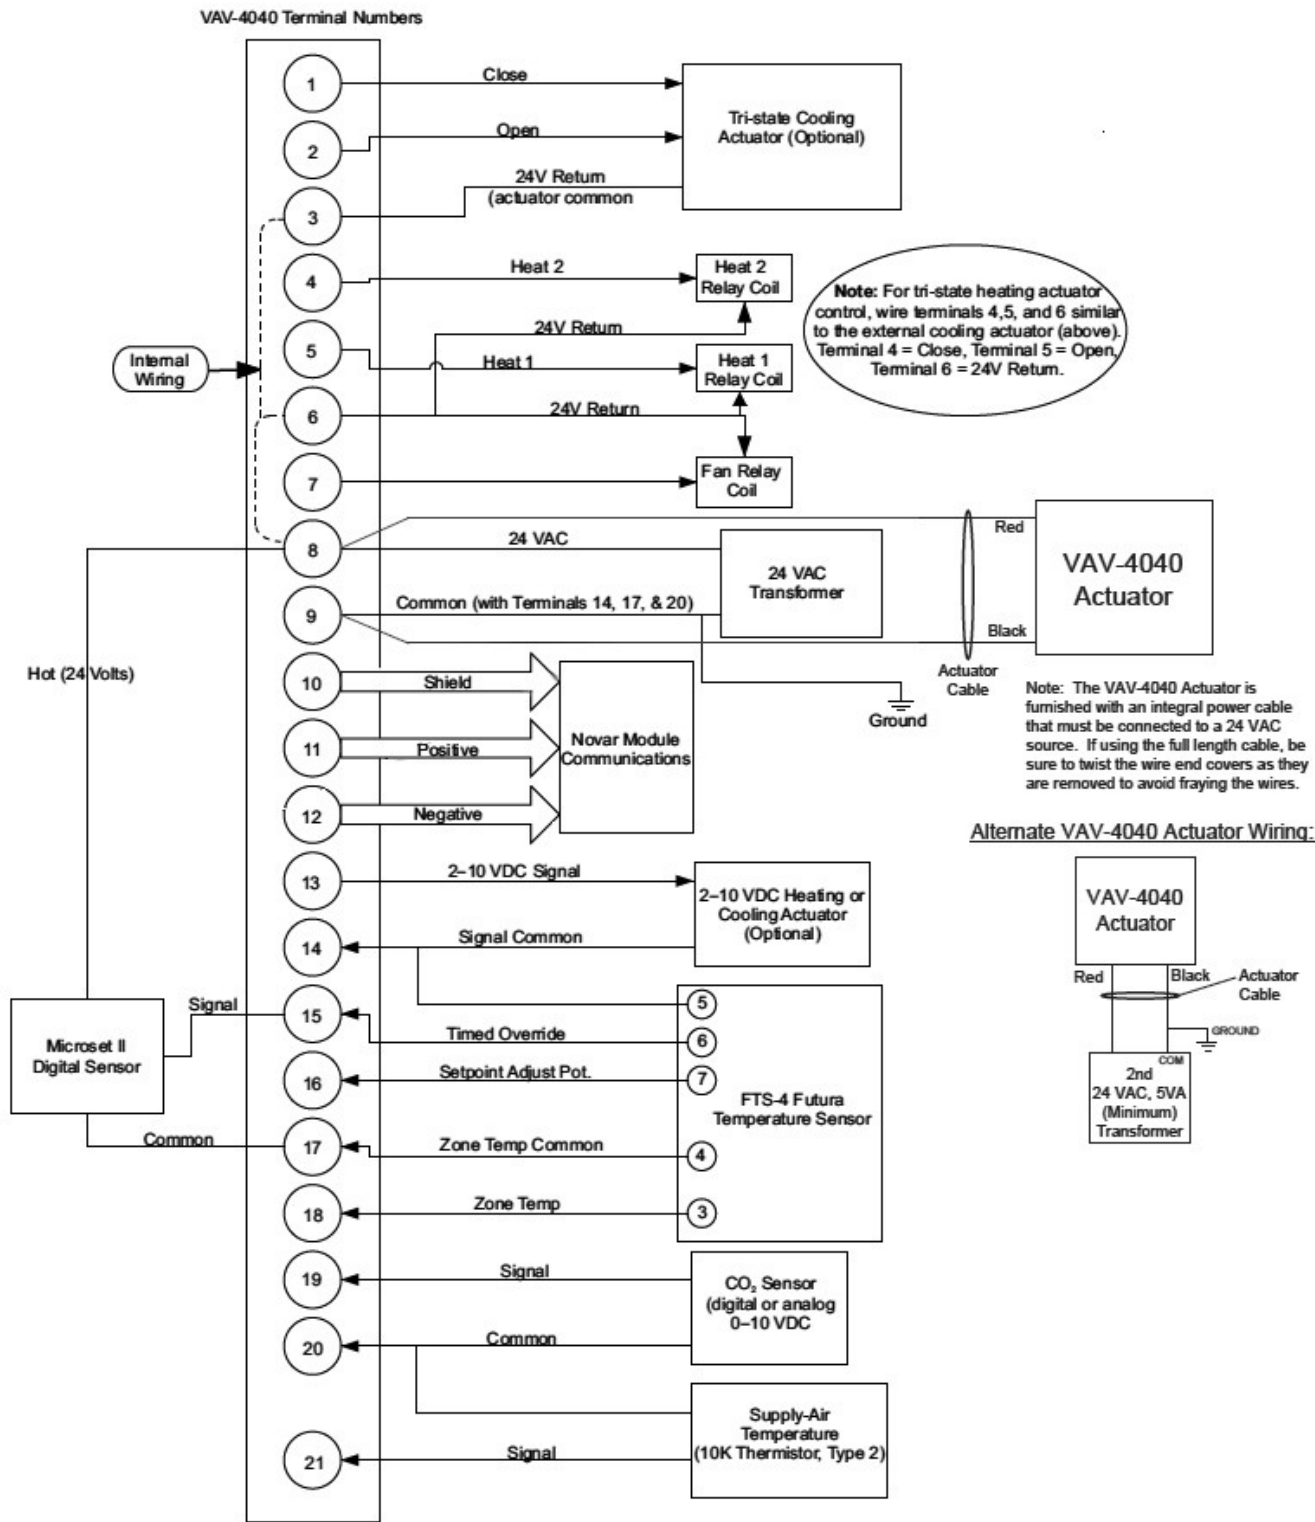 VAV-4040 Terminal Numbers
1
Close
Tri-state Cooling
Actuator (Optional)
2
Open
24V Return
(actuator common
3
4
Heat 2
Heat 2
Relay Coil
24V Return
Note: For tri-state heating actuator
control, wire terminals 4,5, and 6 similar
to the external cooling actuator (above).
Terminal 4 = Close, Terminal 5 = Open,
Terminal 6 = 24V Return.
Internal
Wiring
5
Heat 1
Heat 1
Relay Coil
6
24V Return
7
Fan Relay
Coil
8
24 VAC
24 VAC
Transformer
Red
VAV-4040
Actuator
9
Common (with Terminals 14, 17, & 20)
Black
Actuator
Cable
Ground
Hot (24 Volts)
Note: The VAV-4040 Actuator is
furnished with an integral power cable
that must be connected to a 24 VAC
source. If using the full length cable, be
sure to twist the wire end covers as they
are removed to avoid fraying the wires.
10
Shield
11
Positive
Novar Module
Communications
12
Negative
Alternate VAV-4040 Actuator Wiring:
VAV-4040
Actuator
Red
Black
Actuator
Cable
GROUND
COM
2nd
24 VAC, 5VA
(Minimum)
Transformer
13
2–10 VDC Signal
2–10 VDC Heating or
Cooling Actuator
(Optional)
14
Signal Common
5
Microset II
Digital Sensor
Signal
15
Timed Override
6
16
Setpoint Adjust Pot.
7
FTS-4 Futura
Temperature Sensor
Common
17
Zone Temp Common
4
18
Zone Temp
3
19
Signal
CO₂ Sensor
(digital or analog
0–10 VDC
20
Common
Supply-Air
Temperature
(10K Thermistor, Type 2)
21
Signal